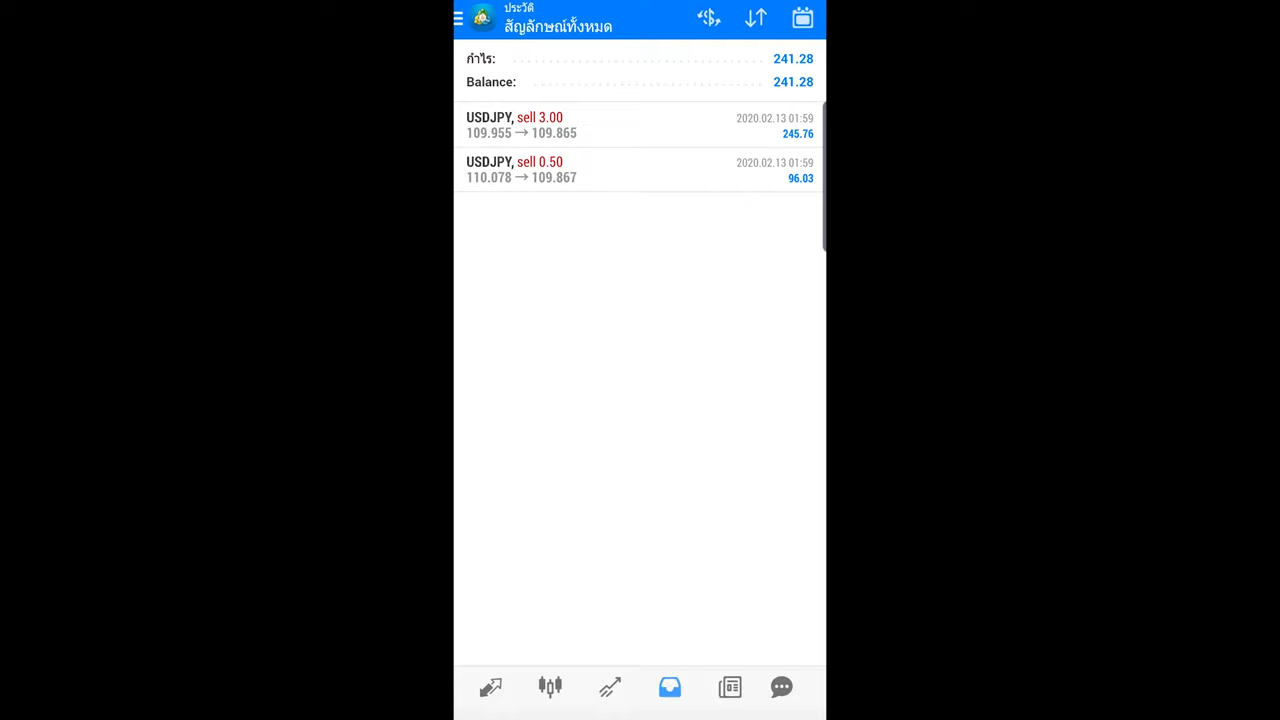 ประวัติ
สัญลักษณ์ทั้งหมด
กำไร: 241.28
Balance: 241.28
USDJPY, sell 3.00 2020.02.13 01:59
109.955 → 109.865 245.76
USDJPY, sell 0.50 2020.02.13 01:59
110.078 → 109.867 96.03